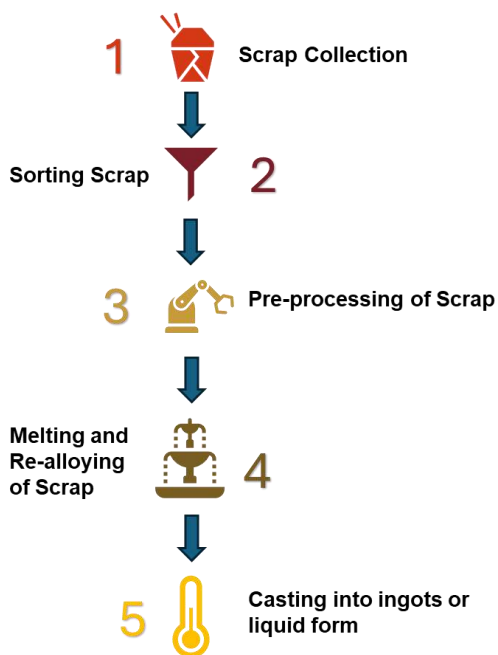 1
Scrap Collection
Sorting Scrap
2
3
Pre-processing of Scrap
Melting and
Re-alloying
of Scrap
4
5
Casting into ingots or
liquid form